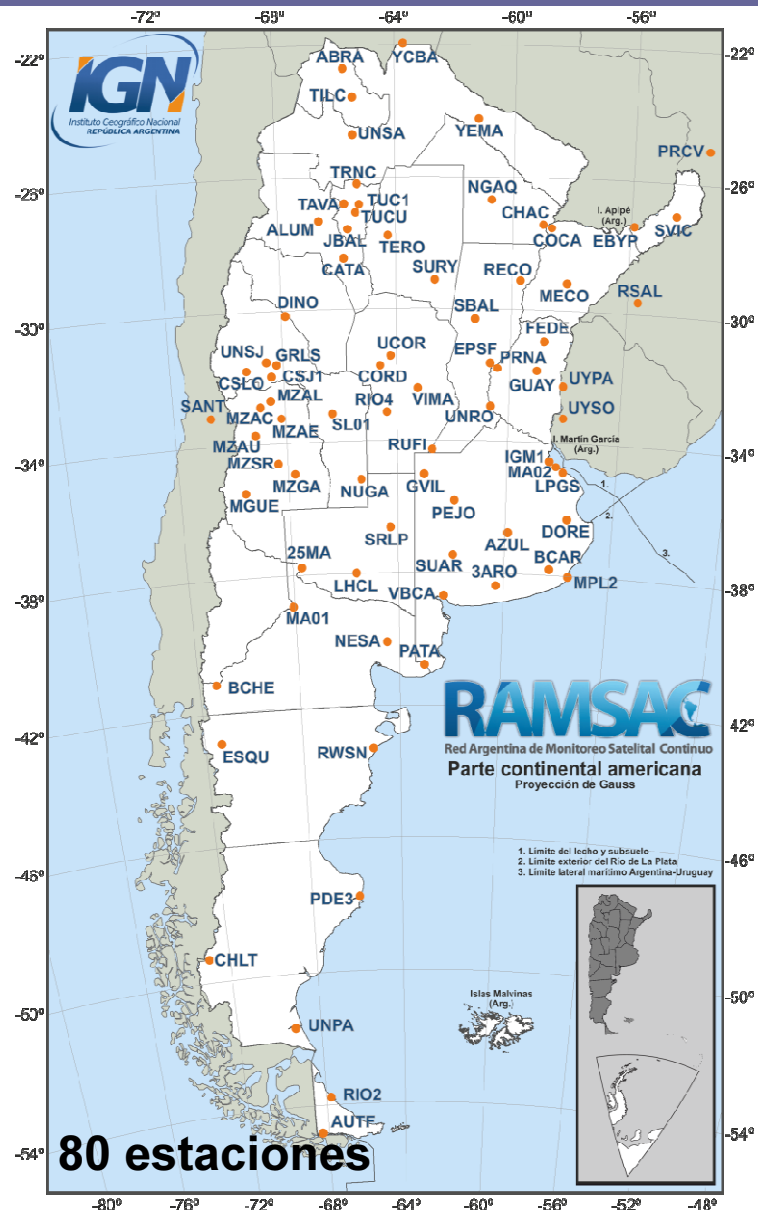 -72º -68º -64º -60º -56º
-22º
-22º
IGN
Instituto Geográfico Nacional
REPÚBLICA ARGENTINA
ABRA
YCBA
TILC
UNSA
YEMA
PRCV
TRNC
-26º
-26º
NGAQ
TAVA
TUC1
TUCU
CHAC
I. Apipé
(Arg.)
ALUM
JBAL
TERO
COCA
EBYP
SVIC
CATA
SURY
RECO
MECO
RSAL
DINO
SBAL
-30º
-30º
FEDE
UNSJ
GRLS
UCOR
EPSF
PRNA
CSLO
CSJ1
CORD
GUAY
UYPA
MZAL
RIO4
VIMA
SANT
MZAC
UNRO
UYSO
MZAE
SL01
MZAU
RUFI
I. Martín García
(Arg.)
-34º
-34º
MZSR
IGM1
MA02
MGUE
MZGA
NUGA
GVIL
LPGS
1.
PEJO
2.
DORE
SRLP
AZUL
3.
25MA
SUAR
BCAR
LHCL
3ARO
MPL2
VBCA
-38º
-38º
MA01
NESA
PATA
BCHE
RAMSAC
Red Argentina de Monitoreo Satelital Continuo
Parte continental americana
Proyección de Gauss
-42º
-42º
ESQU
RWSN
1. Límite del lecho y subsuelo
2. Límite exterior del Río de La Plata
3. Límite lateral marítimo Argentina-Uruguay
-46º
-46º
PDE3
CHLT
Islas Malvinas
(Arg.)
-50º
-50º
UNPA
RIO2
AUTF
-54º
-54º
80 estaciones
-80º -76º -72º -68º -64º -60º -56º -52º -48º